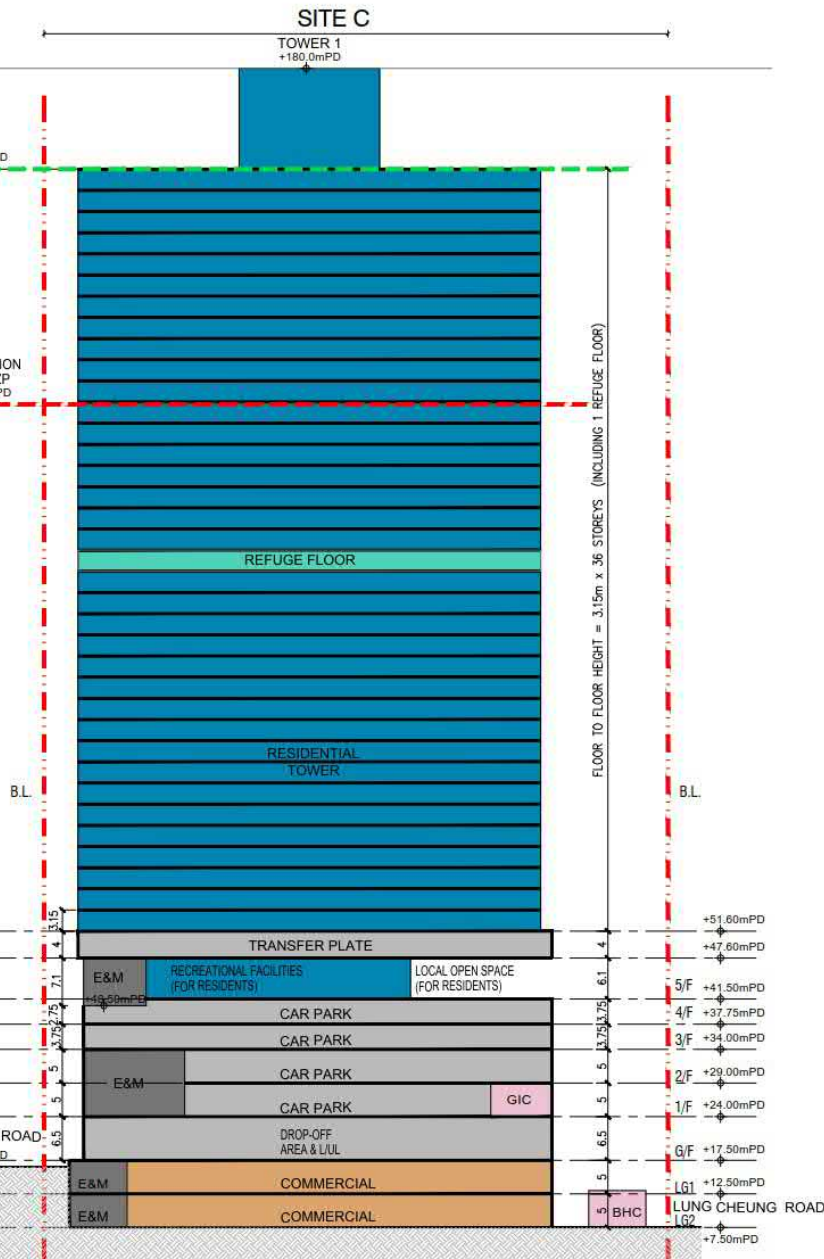 SITE C
TOWER 1
+180.0mPD
D
ION
ZP
PD
FLOOR TO FLOOR HEIGHT = 3.15m x 36 STOREYS (INCLUDING 1 REFUGE FLOOR)
REFUGE FLOOR
RESIDENTIAL
TOWER
B.L.
B.L.
3.15
+51.60mPD
4
TRANSFER PLATE
4
+47.60mPD
7.1
E&M
RECREATIONAL FACILITIES
(FOR RESIDENTS)
LOCAL OPEN SPACE
(FOR RESIDENTS)
6.1
5/F +41.50mPD
+40.50mPD
2.75
CAR PARK
3.75
4/F +37.75mPD
3.75
CAR PARK
3.75
3/F +34.00mPD
5
E&M
CAR PARK
5
2/F +29.00mPD
5
CAR PARK
GIC
5
1/F +24.00mPD
ROAD
D
6.5
DROP-OFF
AREA & L/UL
6.5
G/F +17.50mPD
E&M
COMMERCIAL
5
LG1 +12.50mPD
E&M
COMMERCIAL
5
BHC
LUNG CHEUNG ROAD
LG2
+7.50mPD